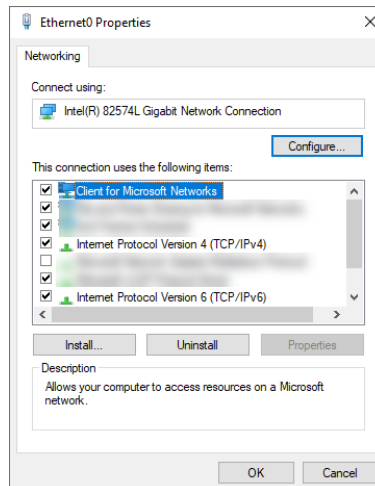 Ethernet0 Properties
Networking
Connect using:
Intel(R) 82574L Gigabit Network Connection
Configure...
This connection uses the following items:
Client for Microsoft Networks
Internet Protocol Version 4 (TCP/IPv4)
Internet Protocol Version 6 (TCP/IPv6)
Install...
Uninstall
Properties
Description
Allows your computer to access resources on a Microsoft
network.
OK
Cancel